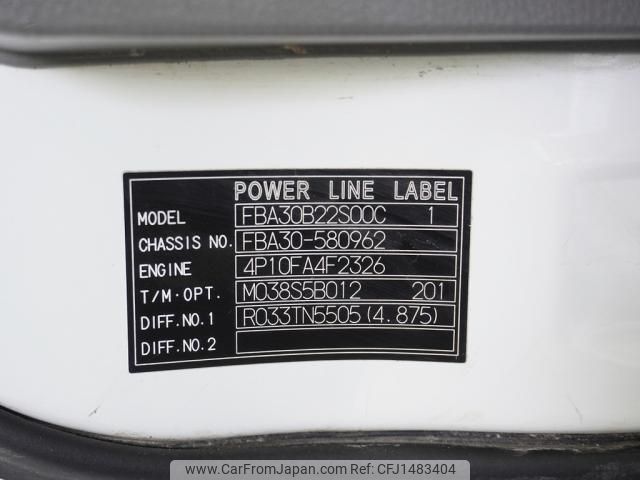 POWER LINE LABEL
MODEL FBA30B22S00C 1
CHASSIS NO. FBA30-580962
ENGINE 4P10FA4F2326
T/M·OPT. M038S5B012 201
DIFF.NO.1 R033TN5505(4.875)
DIFF.NO.2
www.CarFromJapan.com - CFJ1483404